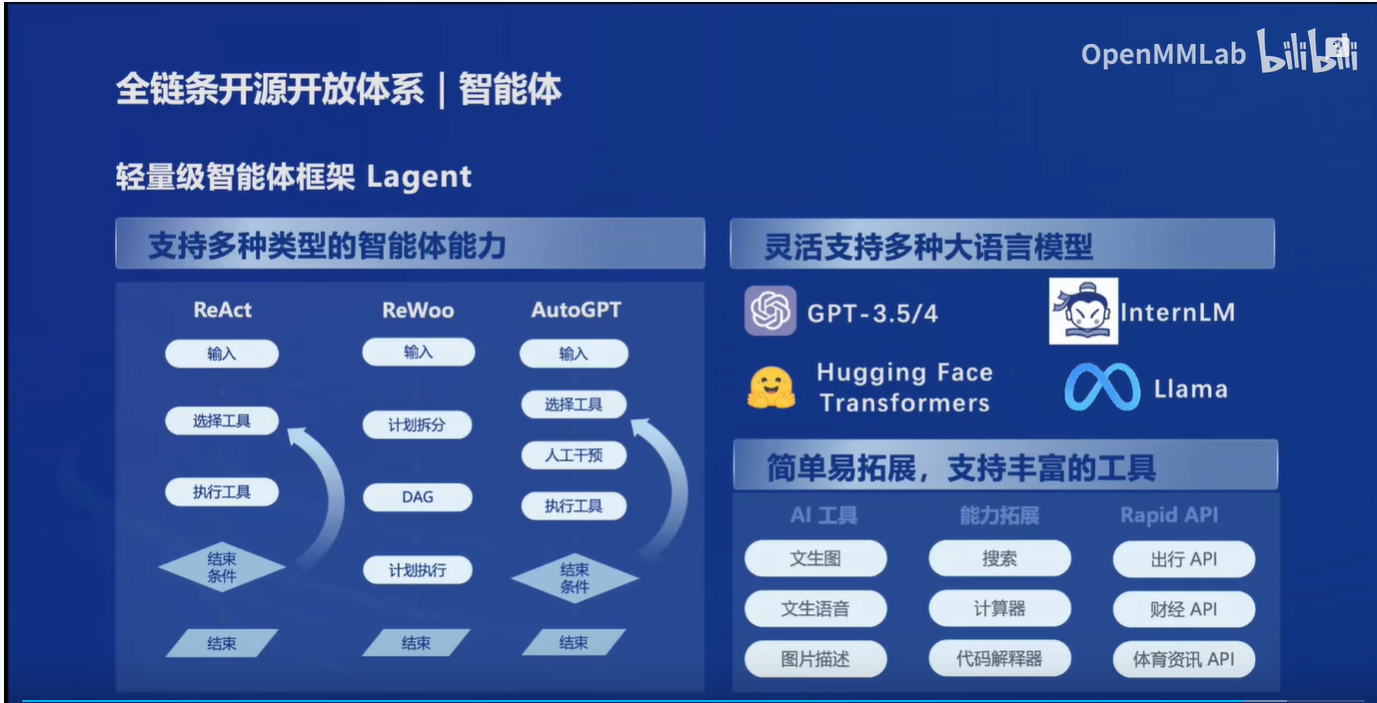 OpenMMLab bilibili
全链条开源开放体系｜智能体
轻量级智能体框架 Lagent
支持多种类型的智能体能力
ReAct
输入
选择工具
执行工具
结束
条件
结束
ReWoo
输入
计划拆分
DAG
计划执行
结束
AutoGPT
输入
选择工具
人工干预
执行工具
结束
条件
结束
灵活支持多种大语言模型
GPT-3.5/4
InternLM
Hugging Face
Transformers
Llama
简单易拓展，支持丰富的工具
AI 工具
文生图
文生语音
图片描述
能力拓展
搜索
计算器
代码解释器
Rapid API
出行 API
财经 API
体育资讯 API